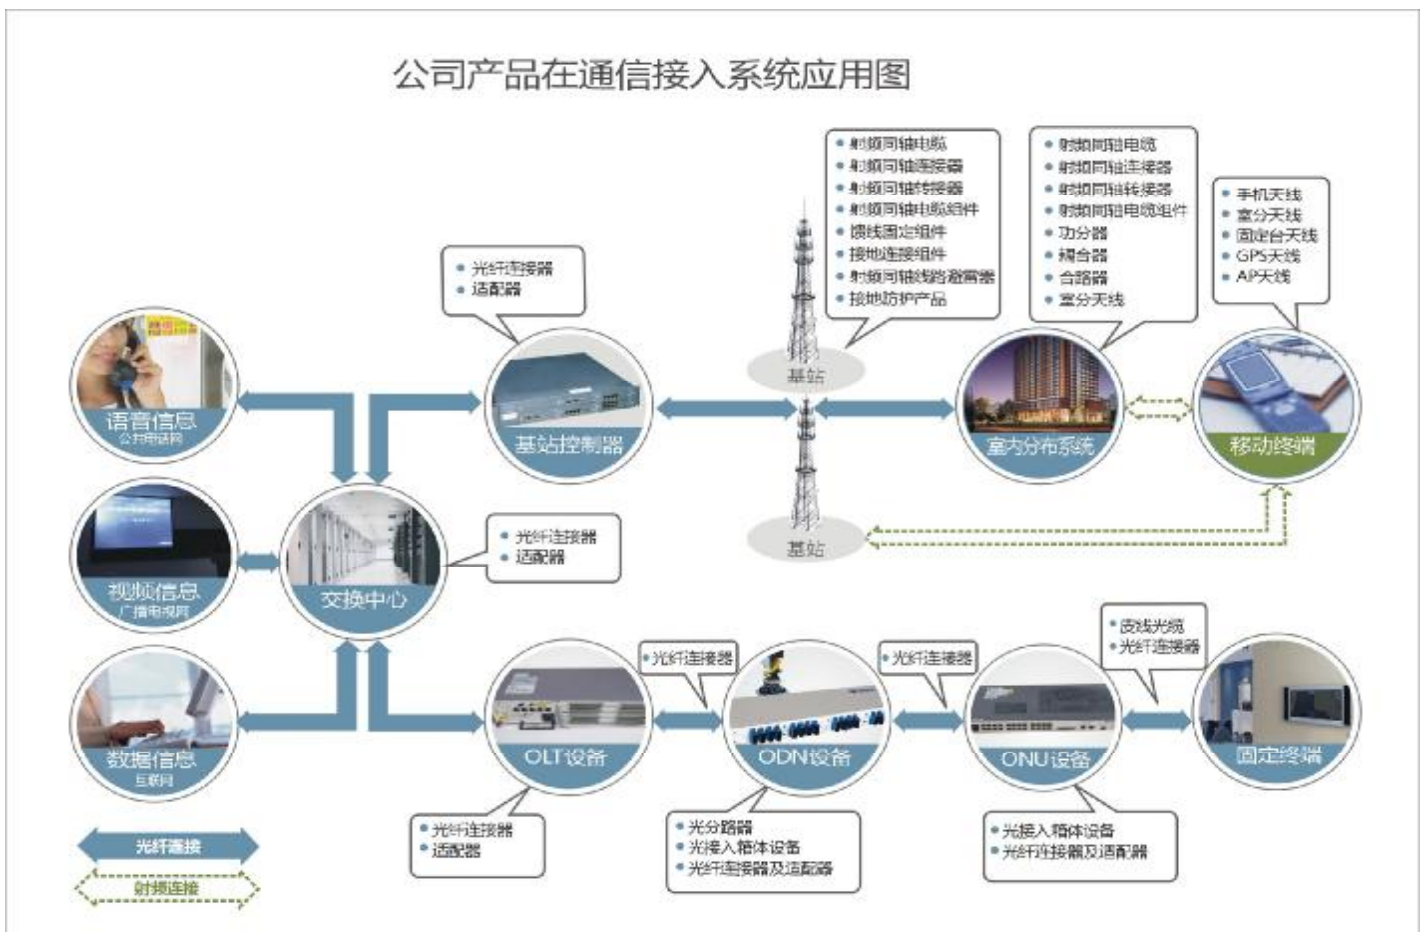 公司产品在通信接入系统应用图
射频同轴电缆
射频同轴连接器
射频同轴转接器
射频同轴电缆组件
馈线固定组件
接地连接组件
射频同轴线路避雷器
接地防护产品
射频同轴电缆
射频同轴连接器
射频同轴转接器
射频同轴电缆组件
功分器
耦合器
合路器
室分天线
手机天线
室分天线
固定台天线
GPS天线
AP天线
光纤连接器
适配器
语音信息
公共电话网
基站控制器
基站
室内分布系统
移动终端
基站
光纤连接器
适配器
视频信息
广播电视网
交换中心
光纤连接器
光纤连接器
皮线光缆
光纤连接器
数据信息
互联网
OLT设备
ODN设备
ONU设备
固定终端
光纤连接器
适配器
光分路器
光接入箱体设备
光纤连接器及适配器
光接入箱体设备
光纤连接器及适配器
光纤连接
射频连接